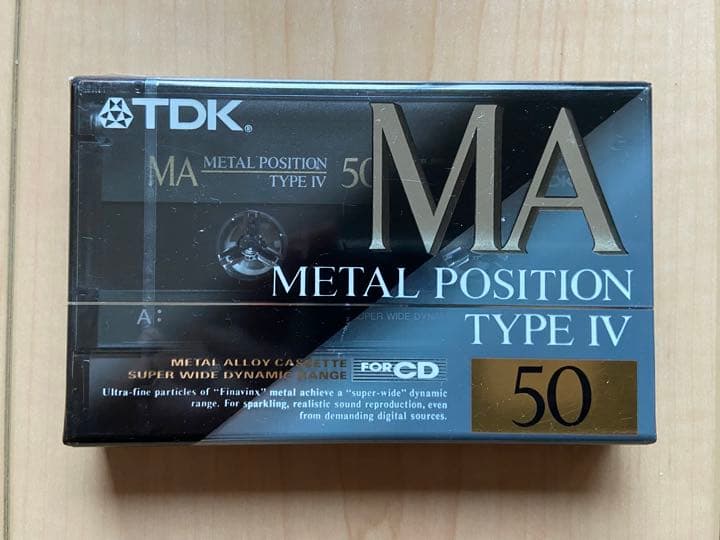 TDK®
MA METAL POSITION
TYPE IV 50
MA
METAL POSITION
TYPE IV
A:
SUPER WIDE
METAL ALLOY CASSETTE
SUPER WIDE DYNAMIC RANGE
FOR CD
50
Ultra-fine particles of "Finavinx" metal achieve a "super-wide" dynamic
range. For sparkling, realistic sound reproduction, even
from demanding digital sources.